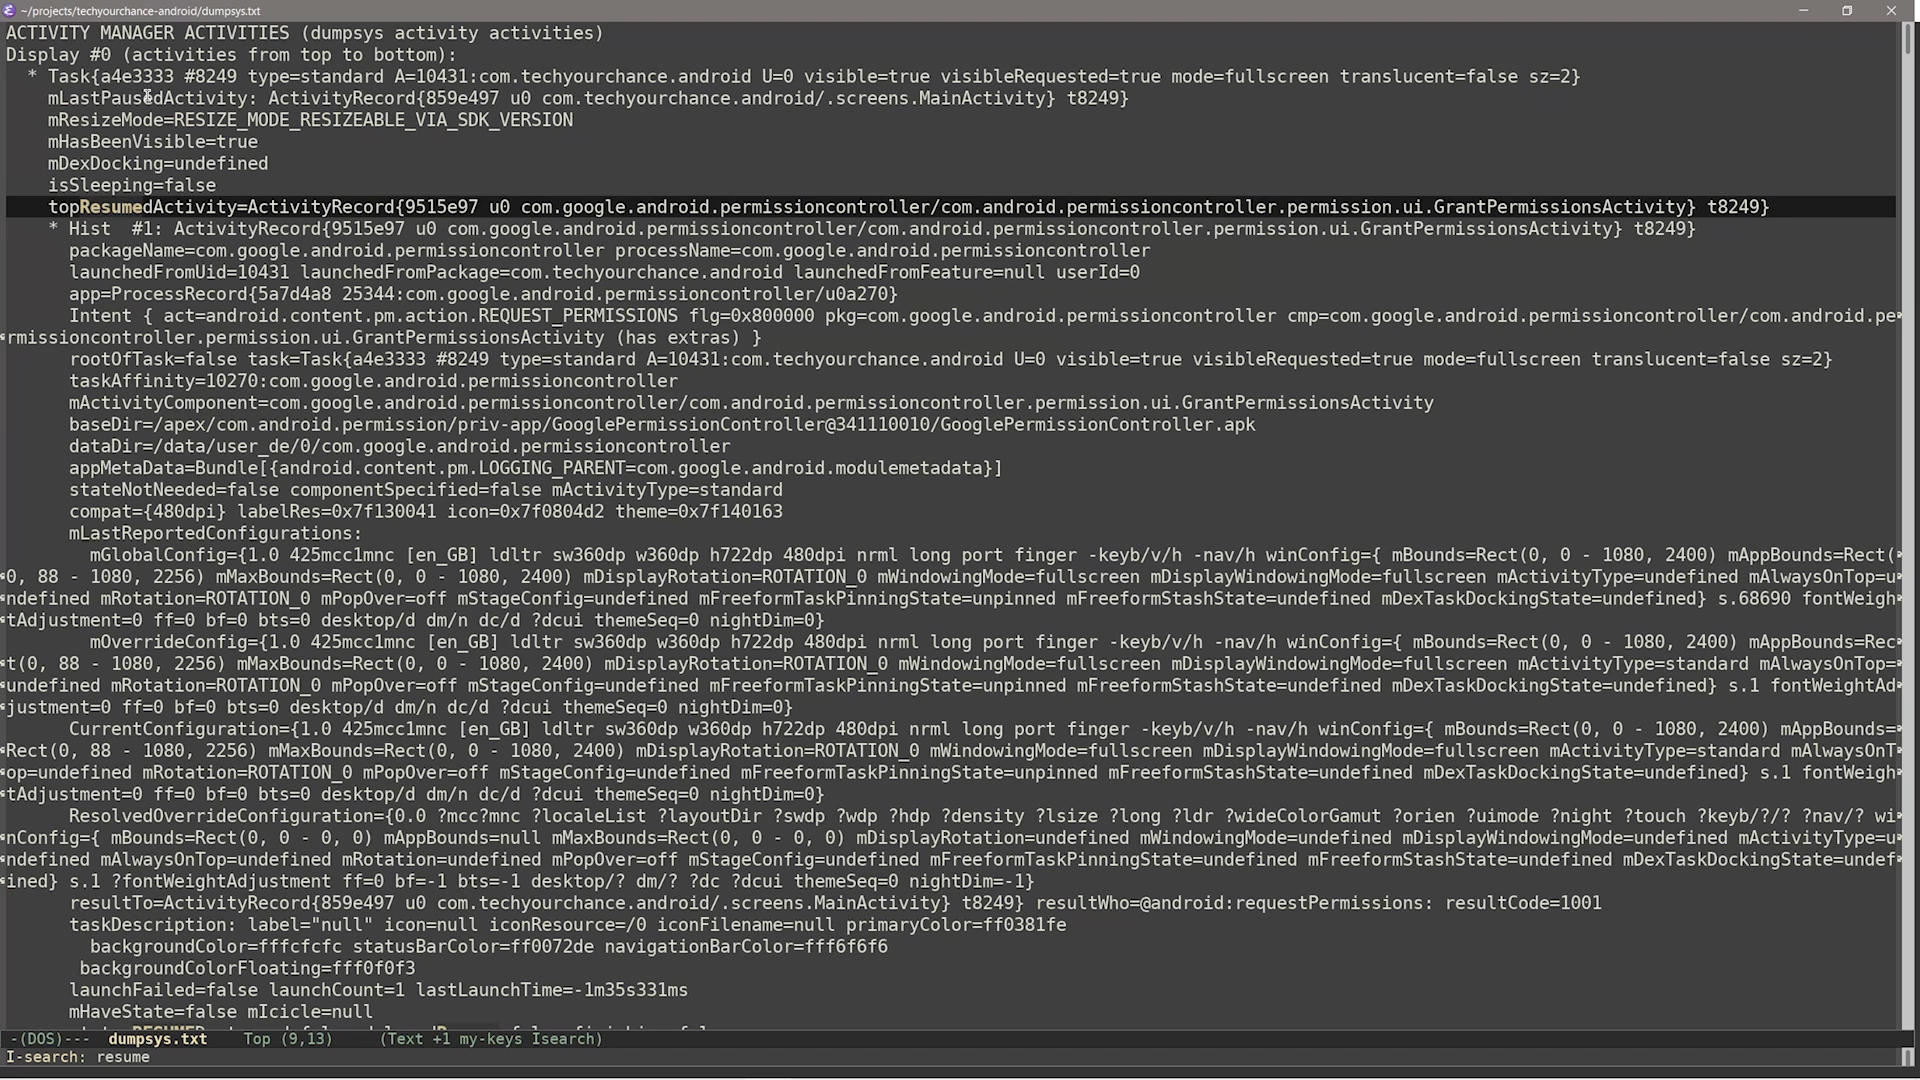 ~/projects/techyourchance-android/dumpsys.txt
ACTIVITY MANAGER ACTIVITIES (dumpsys activity activities)
Display #0 (activities from top to bottom):
* Task{a4e3333 #8249 type=standard A=10431:com.techyourchance.android U=0 visible=true visibleRequested=true mode=fullscreen translucent=false sz=2}
mLastPausedActivity: ActivityRecord{859e497 u0 com.techyourchance.android/.screens.MainActivity} t8249}
mResizeMode=RESIZE_MODE_RESIZEABLE_VIA_SDK_VERSION
mHasBeenVisible=true
mDexDocking=undefined
isSleeping=false
topResumedActivity=ActivityRecord{9515e97 u0 com.google.android.permissioncontroller/com.android.permissioncontroller.permission.ui.GrantPermissionsActivity} t8249}
* Hist  #1: ActivityRecord{9515e97 u0 com.google.android.permissioncontroller/com.android.permissioncontroller.permission.ui.GrantPermissionsActivity} t8249}
packageName=com.google.android.permissioncontroller processName=com.google.android.permissioncontroller
launchedFromUid=10431 launchedFromPackage=com.techyourchance.android launchedFromFeature=null userId=0
app=ProcessRecord{5a7d4a8 25344:com.google.android.permissioncontroller/u0a270}
Intent { act=android.content.pm.action.REQUEST_PERMISSIONS flg=0x800000 pkg=com.google.android.permissioncontroller cmp=com.google.android.permissioncontroller/com.android.pe
rmissioncontroller.permission.ui.GrantPermissionsActivity (has extras) }
rootOfTask=false task=Task{a4e3333 #8249 type=standard A=10431:com.techyourchance.android U=0 visible=true visibleRequested=true mode=fullscreen translucent=false sz=2}
taskAffinity=10270:com.google.android.permissioncontroller
mActivityComponent=com.google.android.permissioncontroller/com.android.permissioncontroller.permission.ui.GrantPermissionsActivity
baseDir=/apex/com.android.permission/priv-app/GooglePermissionController@341110010/GooglePermissionController.apk
dataDir=/data/user_de/0/com.google.android.permissioncontroller
appMetaData=Bundle[{android.content.pm.LOGGING_PARENT=com.google.android.modulemetadata}]
stateNotNeeded=false componentSpecified=false mActivityType=standard
compat={480dpi} labelRes=0x7f130041 icon=0x7f0804d2 theme=0x7f140163
mLastReportedConfigurations:
mGlobalConfig={1.0 425mcc1mnc [en_GB] ldltr sw360dp w360dp h722dp 480dpi nrml long port finger -keyb/v/h -nav/h winConfig={ mBounds=Rect(0, 0 - 1080, 2400) mAppBounds=Rect(
0, 88 - 1080, 2256) mMaxBounds=Rect(0, 0 - 1080, 2400) mDisplayRotation=ROTATION_0 mWindowingMode=fullscreen mDisplayWindowingMode=fullscreen mActivityType=undefined mAlwaysOnTop=u
ndefined mRotation=ROTATION_0 mPopOver=off mStageConfig=undefined mFreeformTaskPinningState=unpinned mFreeformStashState=undefined mDexTaskDockingState=undefined} s.68690 fontWeigh
tAdjustment=0 ff=0 bf=0 bts=0 desktop/d dm/n dc/d ?dcui themeSeq=0 nightDim=0}
mOverrideConfig={1.0 425mcc1mnc [en_GB] ldltr sw360dp w360dp h722dp 480dpi nrml long port finger -keyb/v/h -nav/h winConfig={ mBounds=Rect(0, 0 - 1080, 2400) mAppBounds=Rec
t(0, 88 - 1080, 2256) mMaxBounds=Rect(0, 0 - 1080, 2400) mDisplayRotation=ROTATION_0 mWindowingMode=fullscreen mDisplayWindowingMode=fullscreen mActivityType=standard mAlwaysOnTop=
undefined mRotation=ROTATION_0 mPopOver=off mStageConfig=undefined mFreeformTaskPinningState=unpinned mFreeformStashState=undefined mDexTaskDockingState=undefined} s.1 fontWeightAd
justment=0 ff=0 bf=0 bts=0 desktop/d dm/n dc/d ?dcui themeSeq=0 nightDim=0}
CurrentConfiguration={1.0 425mcc1mnc [en_GB] ldltr sw360dp w360dp h722dp 480dpi nrml long port finger -keyb/v/h -nav/h winConfig={ mBounds=Rect(0, 0 - 1080, 2400) mAppBounds=
Rect(0, 88 - 1080, 2256) mMaxBounds=Rect(0, 0 - 1080, 2400) mDisplayRotation=ROTATION_0 mWindowingMode=fullscreen mDisplayWindowingMode=fullscreen mActivityType=standard mAlwaysOnT
op=undefined mRotation=ROTATION_0 mPopOver=off mStageConfig=undefined mFreeformTaskPinningState=unpinned mFreeformStashState=undefined mDexTaskDockingState=undefined} s.1 fontWeigh
tAdjustment=0 ff=0 bf=0 bts=0 desktop/d dm/n dc/d ?dcui themeSeq=0 nightDim=0}
ResolvedOverrideConfiguration={0.0 ?mcc?mnc ?localeList ?layoutDir ?swdp ?wdp ?hdp ?density ?lsize ?long ?ldr ?wideColorGamut ?orien ?uimode ?night ?touch ?keyb/?/? ?nav/? wi
nConfig={ mBounds=Rect(0, 0 - 0, 0) mAppBounds=null mMaxBounds=Rect(0, 0 - 0, 0) mDisplayRotation=undefined mWindowingMode=undefined mDisplayWindowingMode=undefined mActivityType=u
ndefined mAlwaysOnTop=undefined mRotation=undefined mPopOver=off mStageConfig=undefined mFreeformTaskPinningState=undefined mFreeformStashState=undefined mDexTaskDockingState=undef
ined} s.1 ?fontWeightAdjustment ff=0 bf=-1 bts=-1 desktop/? dm/? ?dc ?dcui themeSeq=0 nightDim=-1}
resultTo=ActivityRecord{859e497 u0 com.techyourchance.android/.screens.MainActivity} t8249} resultWho=@android:requestPermissions: resultCode=1001
taskDescription: label="null" icon=null iconResource=/0 iconFilename=null primaryColor=ff0381fe
backgroundColor=fffcfcfc statusBarColor=ff0072de navigationBarColor=fff6f6f6
backgroundColorFloating=fff0f0f3
launchFailed=false launchCount=1 lastLaunchTime=-1m35s331ms
mHaveState=false mIcicle=null
-(DOS)--- dumpsys.txt Top (9,13) (Text +1 my-keys Isearch)
I-search: resume